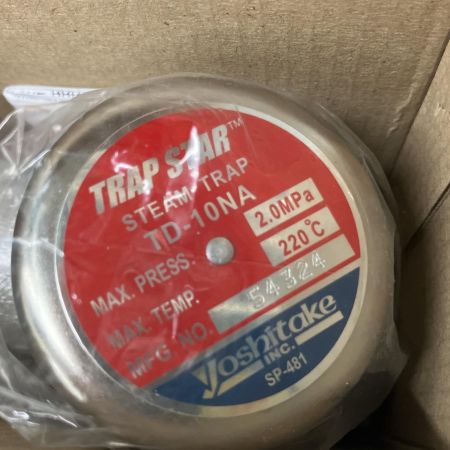 TRAP STAR™
STEAM TRAP
TD-10NA
MAX. PRESS. 2.0MPa
MAX. TEMP. 220°C
MFG NO. 54324
Yoshitake
INC.
SP-481